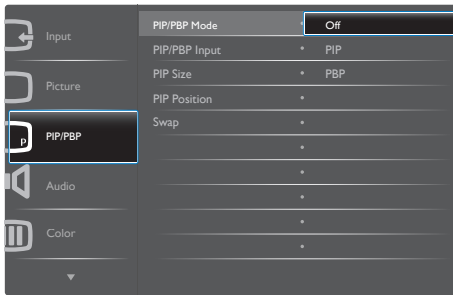 Input
Picture
P
PIP/PBP
Audio
Color
PIP/PBP Mode
Off
PIP/PBP Input
PIP
PIP Size
PBP
PIP Position
Swap